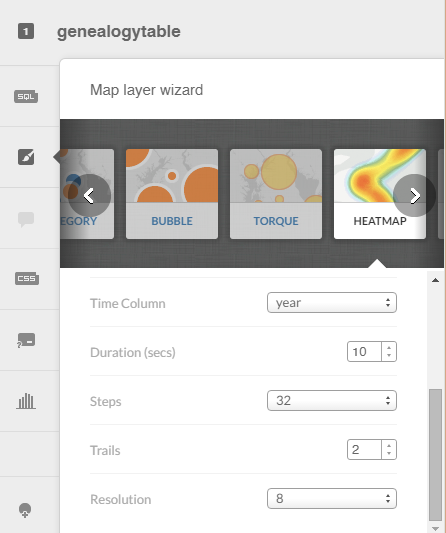 1 genealogytable
SQL
Map layer wizard
EGORY BUBBLE TORQUE HEATMAP
CSS
Time Column year
Duration (secs) 10
Steps 32
Trails 2
Resolution 8